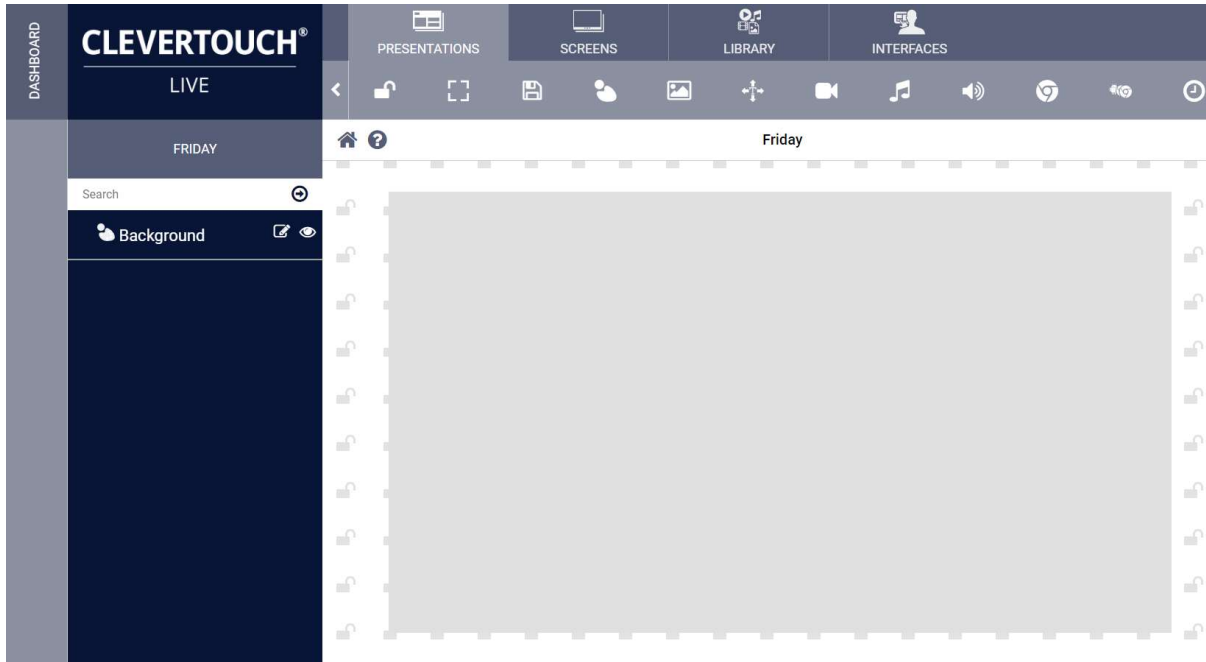 DASHBOARD
CLEVERTOUCH®
LIVE
PRESENTATIONS
SCREENS
LIBRARY
INTERFACES
FRIDAY
Friday
Search
Background